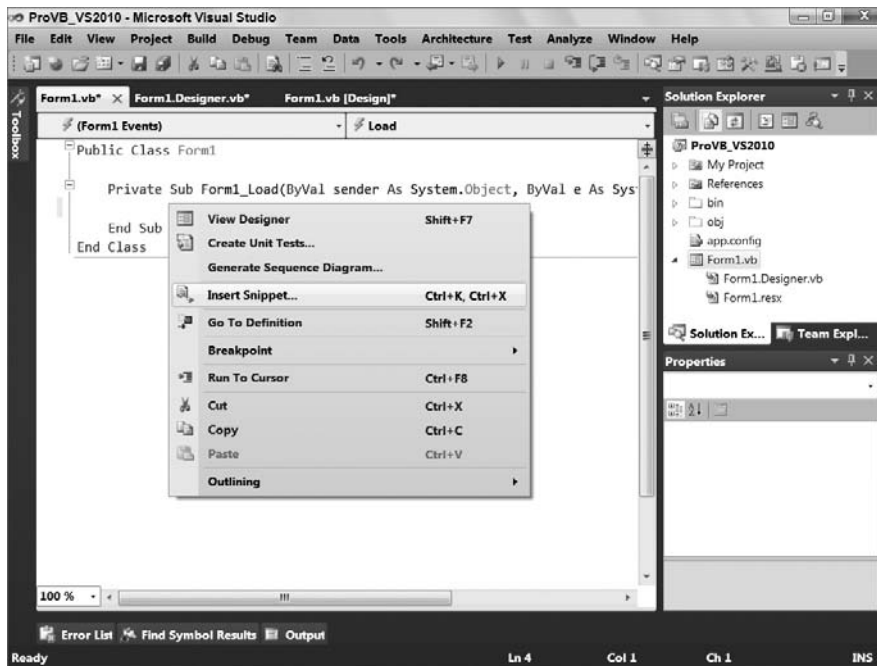 ProVB_VS2010 - Microsoft Visual Studio
File Edit View Project Build Debug Team Data Tools Architecture Test Analyze Window Help
Toolbox
Form1.vb* Form1.Designer.vb* Form1.vb [Design]*
(Form1 Events) Load
Public Class Form1
Private Sub Form1_Load(ByVal sender As System.Object, ByVal e As Sys
End Sub
End Class
View Designer Shift+F7
Create Unit Tests...
Generate Sequence Diagram...
Insert Snippet... Ctrl+K, Ctrl+X
Go To Definition Shift+F2
Breakpoint
Run To Cursor Ctrl+F8
Cut Ctrl+X
Copy Ctrl+C
Paste Ctrl+V
Outlining
100 %
Solution Explorer
ProVB_VS2010
My Project
References
bin
obj
app.config
Form1.vb
Form1.Designer.vb
Form1.resx
Solution Ex... Team Expl...
Properties
Error List Find Symbol Results Output
Ready Ln 4 Col 1 Ch 1 INS